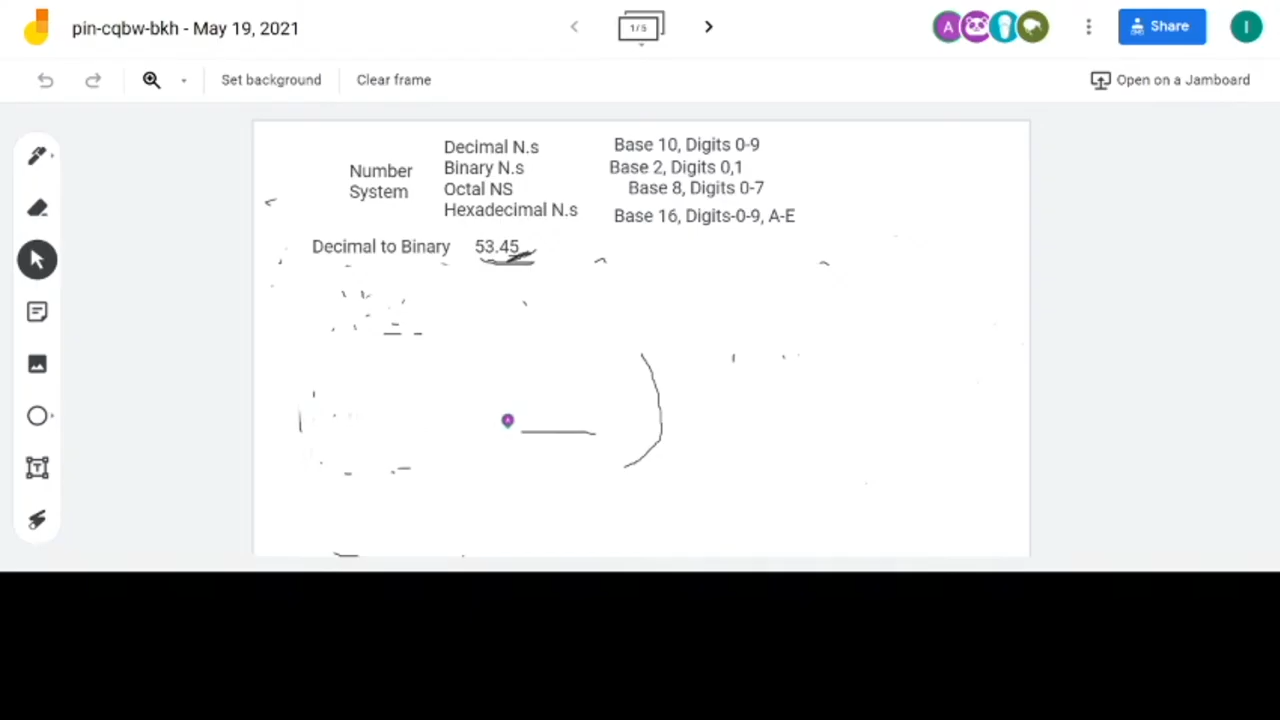 pin-cqbw-bkh - May 19, 2021
1/5
A
Share
I
Set background
Clear frame
Open on a Jamboard
Number System
Decimal N.s
Binary N.s
Octal NS
Hexadecimal N.s
Base 10, Digits 0-9
Base 2, Digits 0,1
Base 8, Digits 0-7
Base 16, Digits-0-9, A-E
Decimal to Binary 53.45